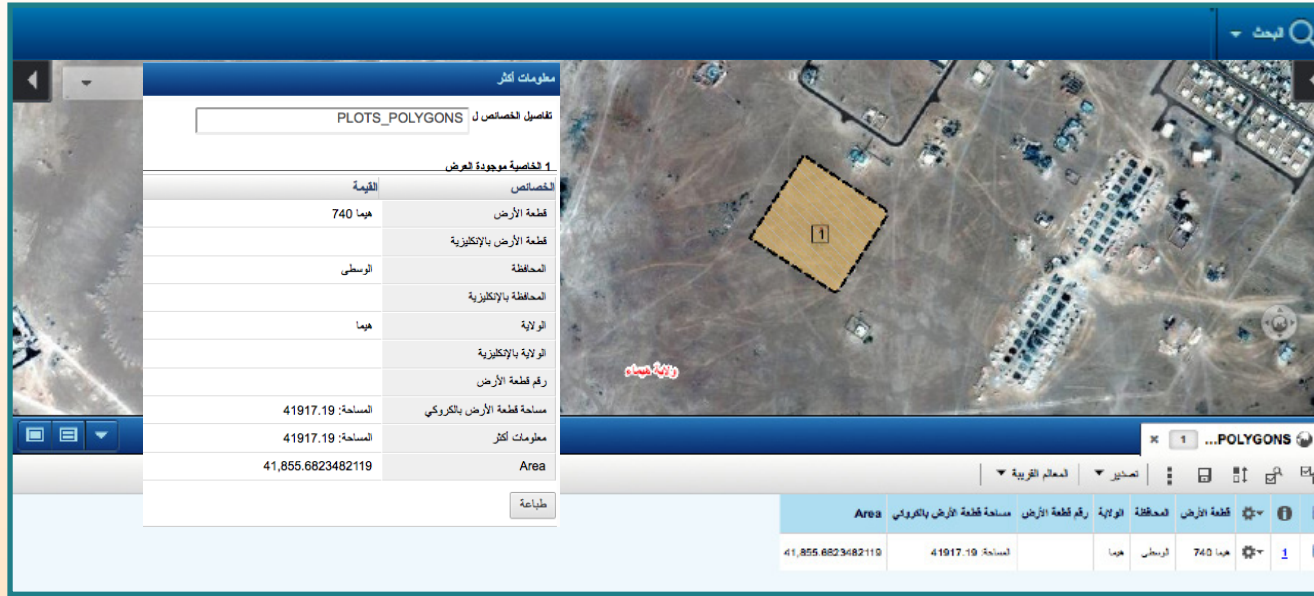 البحث
معلومات أكثر
تفاصيل الخصائص ل PLOTS_POLYGONS
1 الخاصية موجودة العرض
الخصائص القيمة
قطعة الأرض هيما 740
قطعة الأرض بالإنكليزية
المحافظة الوسطى
المحافظة بالإنكليزية
الولاية هيما
الولاية بالإنكليزية
رقم قطعة الأرض
مساحة قطعة الأرض بالكروكي المساحة: 41917.19
معلومات أكثر المساحة: 41917.19
Area 41,855.6823482119
طباعة
1
ولاية هيماء
POLYGONS... 1 ×
تصدير المعالم القريبة
قطعة الأرض المحافظة الولاية رقم قطعة الأرض مساحة قطعة الأرض بالكروكي Area
1 هيما 740 الوسطى هيما المساحة: 41917.19 41,855.6823482119